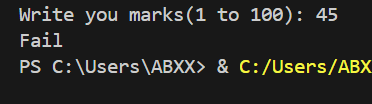 Write you marks(1 to 100): 45
Fail
PS C:\Users\ABXX> & C:/Users/ABX